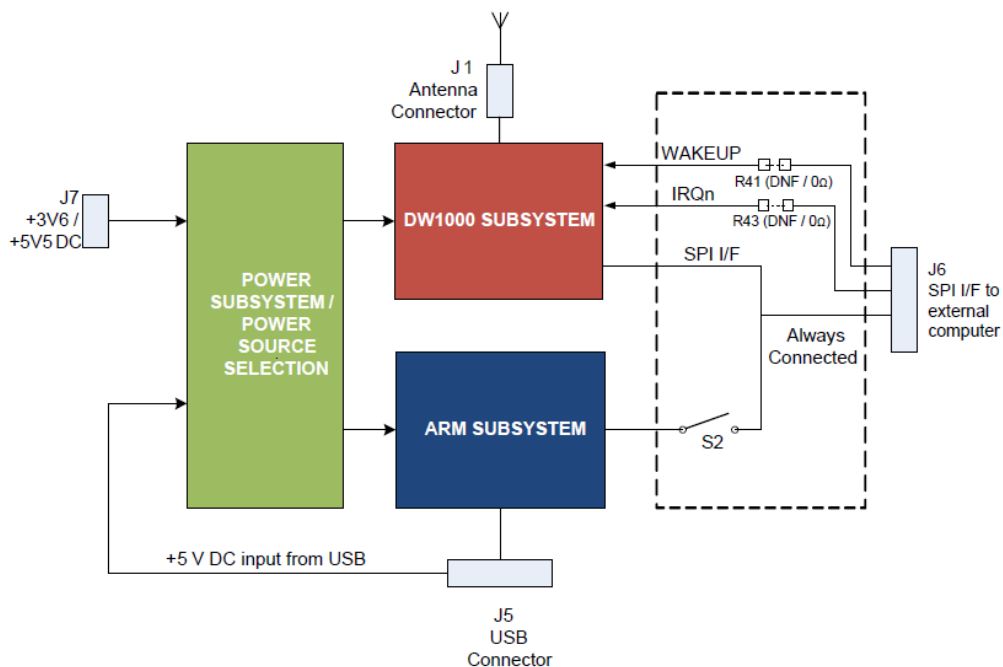 J 1
Antenna
Connector
J7
+3V6 /
+5V5 DC
POWER
SUBSYSTEM /
POWER
SOURCE
SELECTION
DW1000 SUBSYSTEM
WAKEUP
R41 (DNF / 0Ω)
IRQn
R43 (DNF / 0Ω)
SPI I/F
Always
Connected
J6
SPI I/F to
external
computer
ARM SUBSYSTEM
S2
+5 V DC input from USB
J5
USB
Connector